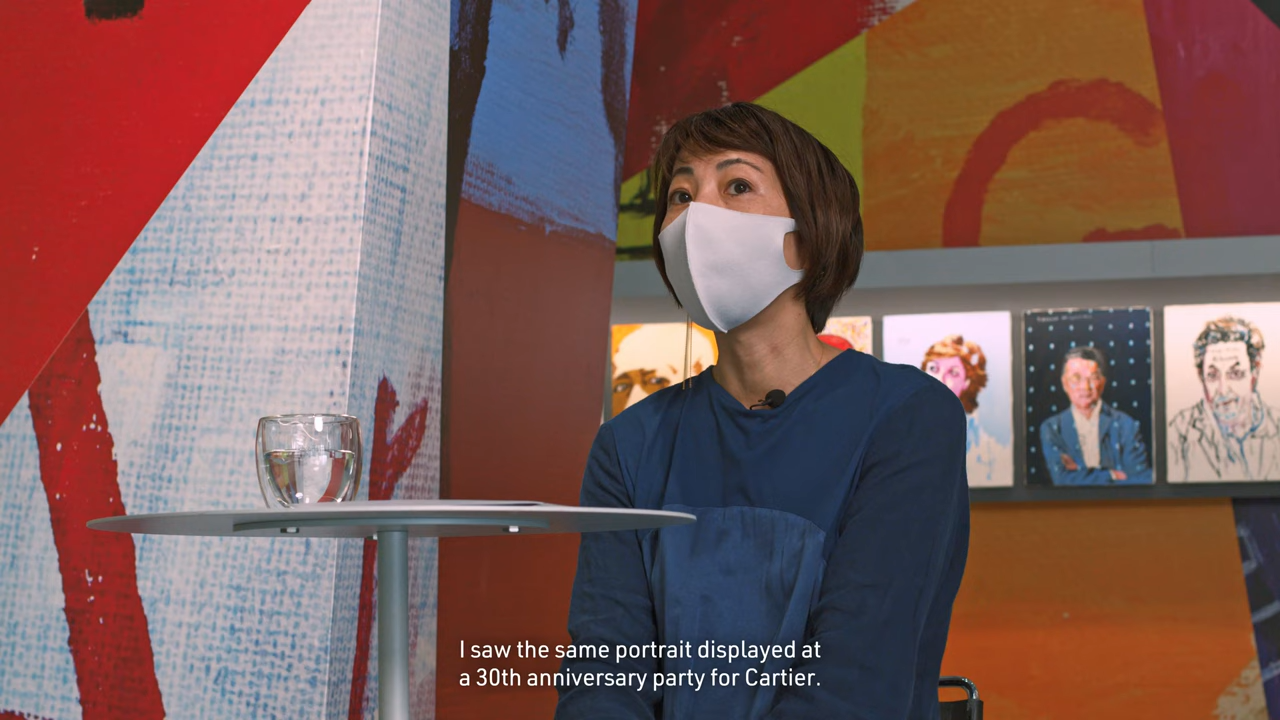 I saw the same portrait displayed at
a 30th anniversary party for Cartier.